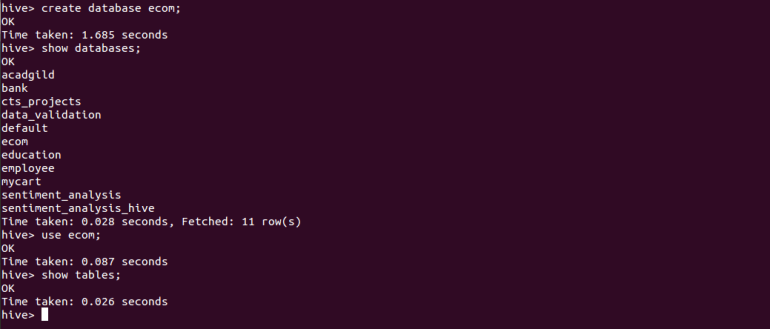 hive> create database ecom;
OK
Time taken: 1.685 seconds
hive> show databases;
OK
acadgild
bank
cts_projects
data_validation
default
ecom
education
employee
mycart
sentiment_analysis
sentiment_analysis_hive
Time taken: 0.028 seconds, Fetched: 11 row(s)
hive> use ecom;
OK
Time taken: 0.087 seconds
hive> show tables;
OK
Time taken: 0.026 seconds
hive>